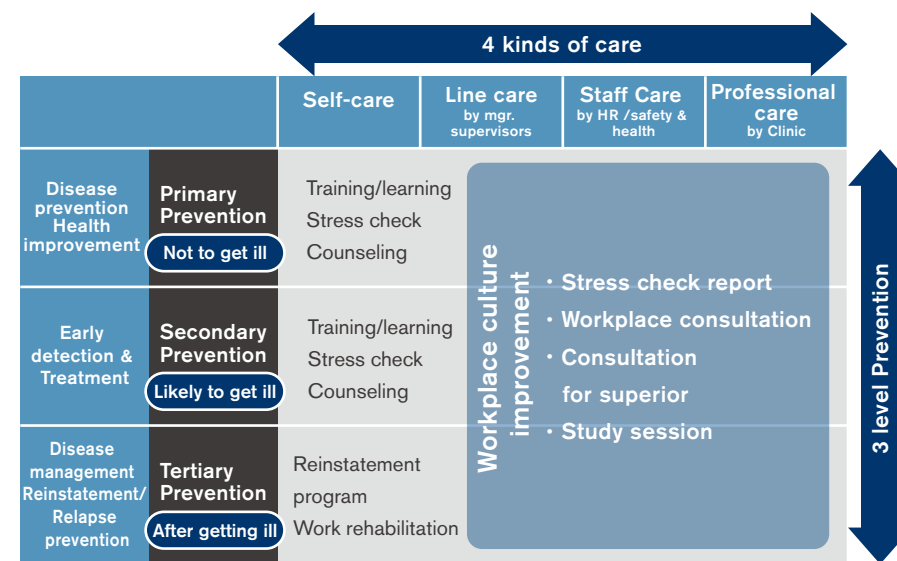 4 kinds of care
Self-care
Line care
by mgr.
supervisors
Staff Care
by HR /safety &
health
Professional
care
by Clinic
Disease
prevention
Health
improvement
Primary
Prevention
Not to get ill
Training/learning
Stress check
Counseling
Early
detection &
Treatment
Secondary
Prevention
Likely to get ill
Training/learning
Stress check
Counseling
Disease
management
Reinstatement/
Relapse
prevention
Tertiary
Prevention
After getting ill
Reinstatement
program
Work rehabilitation
Workplace culture
improvement
・Stress check report
・Workplace consultation
・Consultation
for superior
・Study session
3 level Prevention